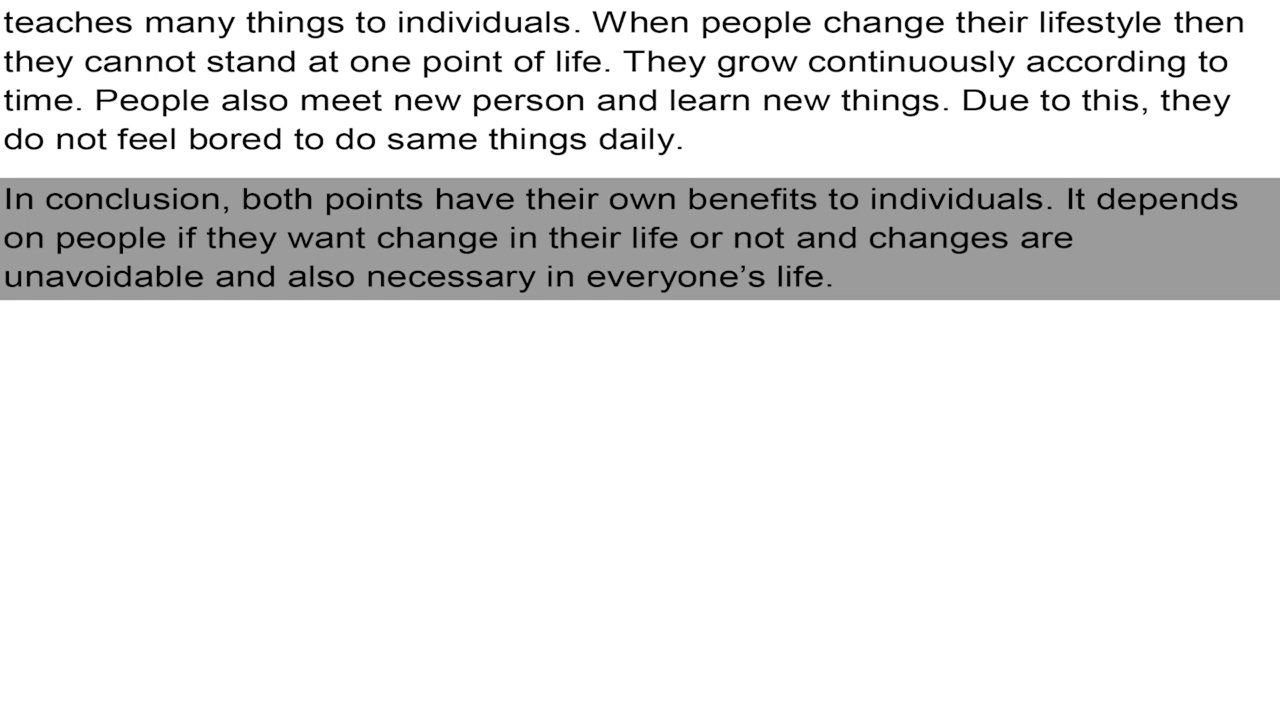 teaches many things to individuals. When people change their lifestyle then
they cannot stand at one point of life. They grow continuously according to
time. People also meet new person and learn new things. Due to this, they
do not feel bored to do same things daily.
In conclusion, both points have their own benefits to individuals. It depends
on people if they want change in their life or not and changes are
unavoidable and also necessary in everyone’s life.